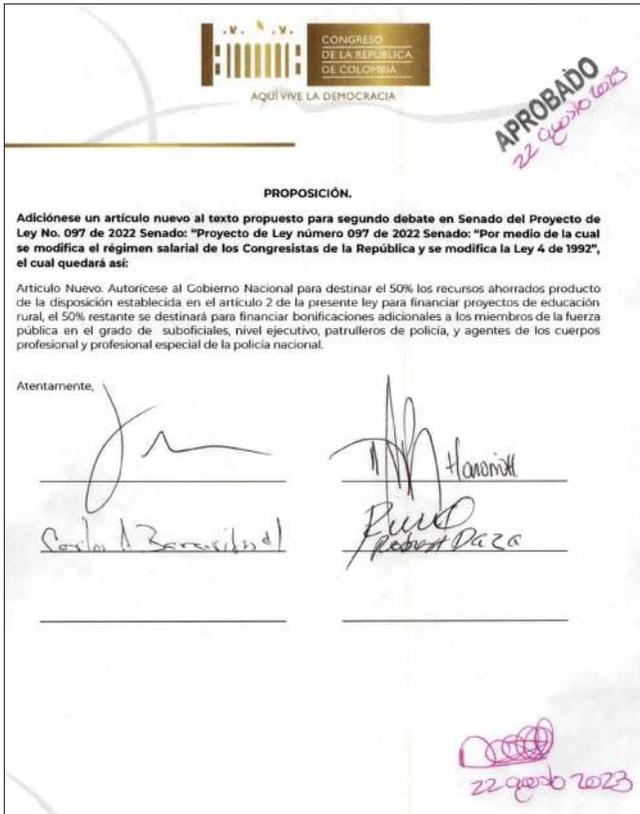 CONGRESO
DE LA REPÚBLICA
DE COLOMBIA
AQUÍ VIVE LA DEMOCRACIA
APROBADO
22 agosto 2023
PROPOSICIÓN.
Adiciónese un artículo nuevo al texto propuesto para segundo debate en Senado del Proyecto de
Ley No. 097 de 2022 Senado: "Proyecto de Ley número 097 de 2022 Senado: "Por medio de la cual
se modifica el régimen salarial de los Congresistas de la República y se modifica la Ley 4 de 1992",
el cual quedará así:
Artículo Nuevo. Autorícese al Gobierno Nacional para destinar el 50% los recursos ahorrados producto
de la disposición establecida en el artículo 2 de la presente ley para financiar proyectos de educación
rural, el 50% restante se destinará para financiar bonificaciones adicionales a los miembros de la fuerza
pública en el grado de suboficiales, nivel ejecutivo, patrulleros de policía, y agentes de los cuerpos
profesional y profesional especial de la policía nacional.
Atentamente,
Carlos A
Robert Daza
22 agosto 2023